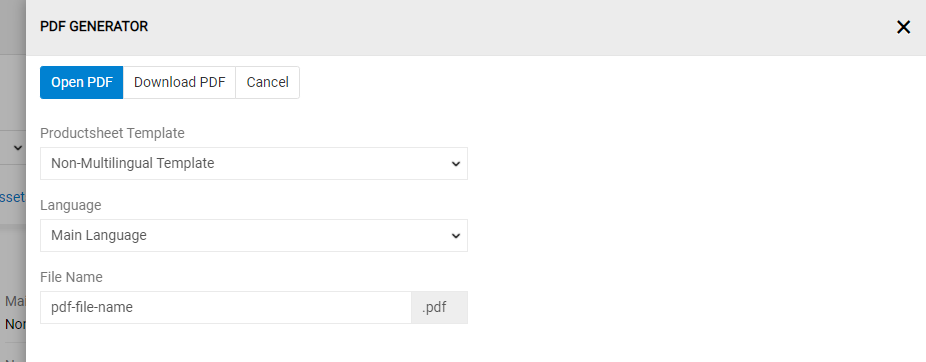 PDF GENERATOR
Open PDF Download PDF Cancel
Productsheet Template
Non-Multilingual Template
sset
Language
Main Language
File Name
Mai
pdf-file-name .pdf
Nor